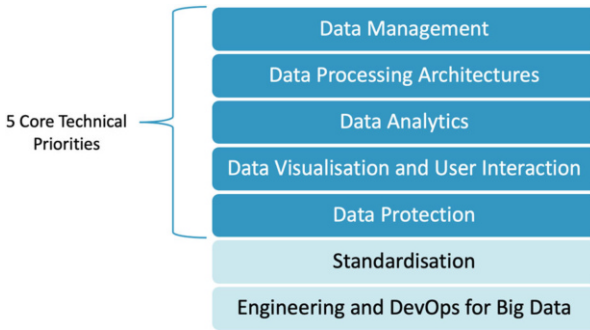 5 Core Technical
Priorities
Data Management
Data Processing Architectures
Data Analytics
Data Visualisation and User Interaction
Data Protection
Standardisation
Engineering and DevOps for Big Data